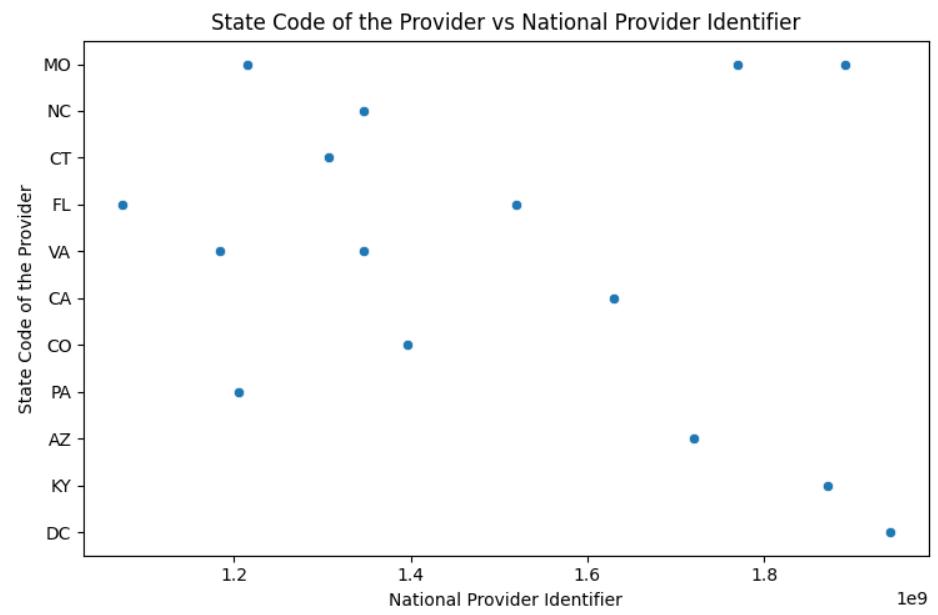 State Code of the Provider vs National Provider Identifier
State Code of the Provider
MO
NC
CT
FL
VA
CA
CO
PA
AZ
KY
DC
1.2 1.4 1.6 1.8
1e9
National Provider Identifier